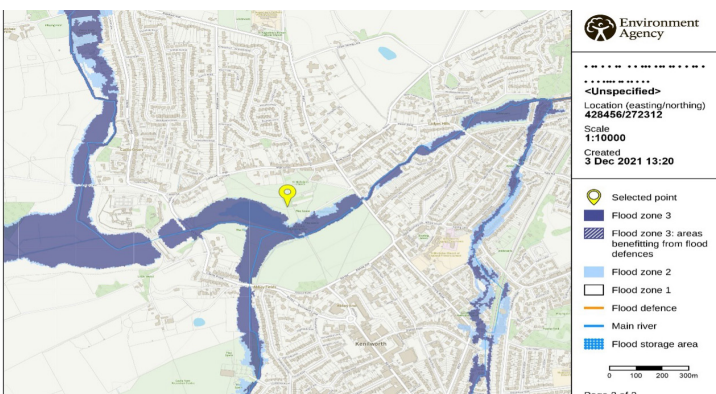 Environment
Agency
<Unspecified>
Location (easting/northing)
428456/272312
Scale
1:10000
Created
3 Dec 2021 13:20
Selected point
Flood zone 3
Flood zone 3: areas
benefitting from flood
defences
Flood zone 2
Flood zone 1
Flood defence
Main river
Flood storage area
0 100 200 300m
Kenilworth